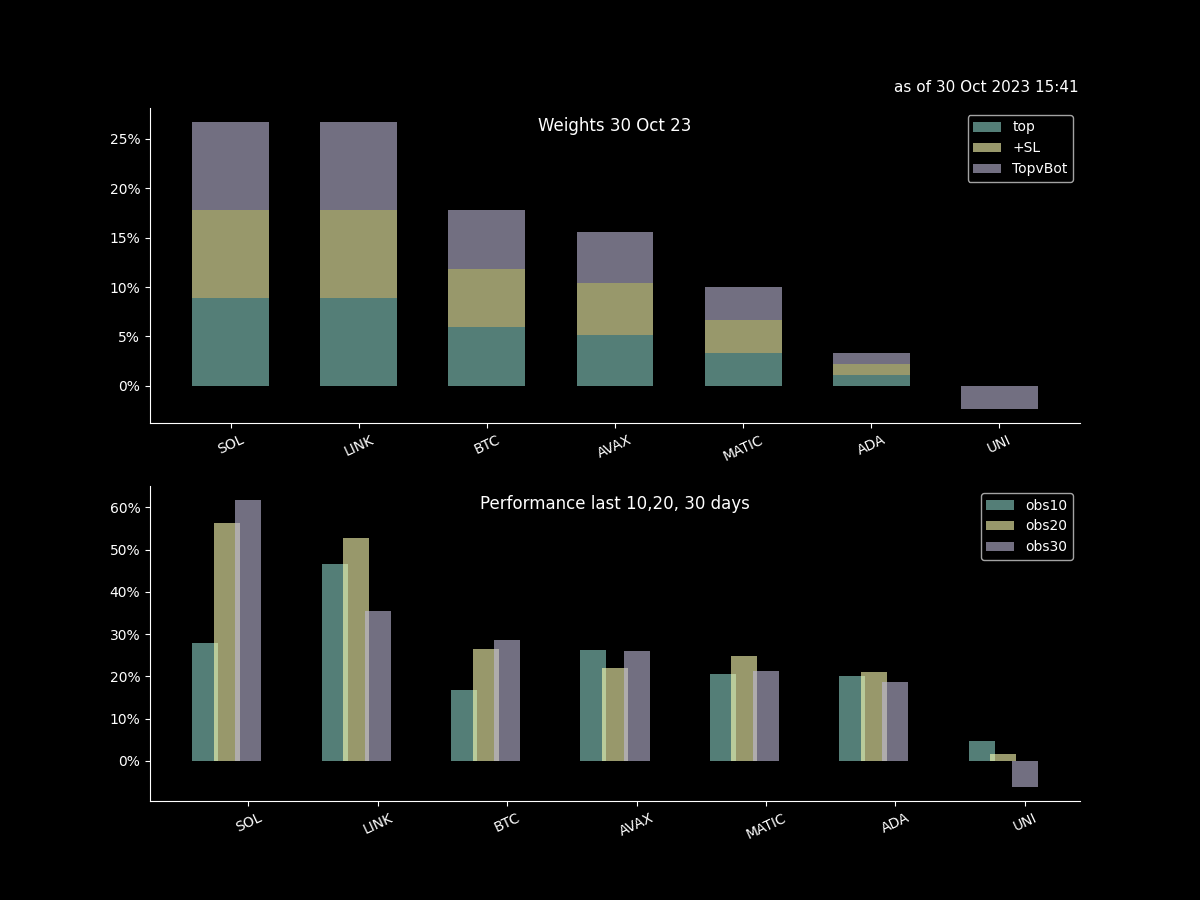 as of 30 Oct 2023 15:41
Weights 30 Oct 23
top
+SL
TopvBot
25%
20%
15%
10%
5%
0%
SOL LINK BTC AVAX MATIC ADA UNI
Performance last 10,20, 30 days
obs10
obs20
obs30
60%
50%
40%
30%
20%
10%
0%
SOL LINK BTC AVAX MATIC ADA UNI